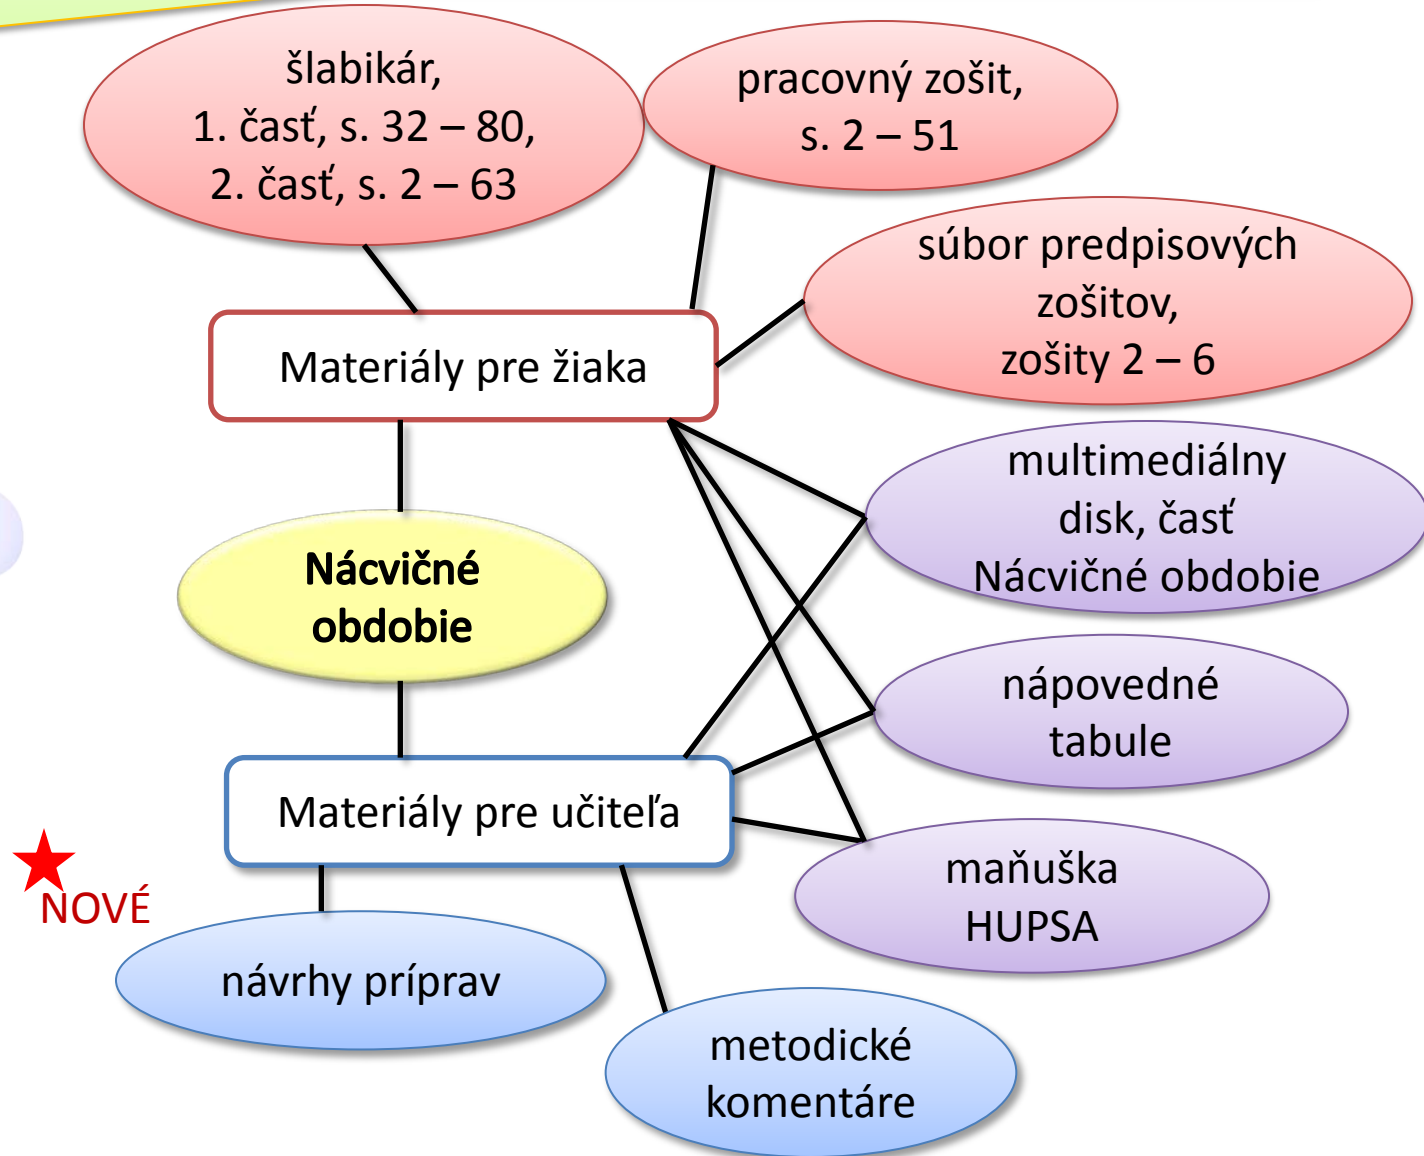 šlabikár,
1. časť, s. 32 – 80,
2. časť, s. 2 – 63
pracovný zošit,
s. 2 – 51
súbor predpisových
zošitov,
zošity 2 – 6
Materiály pre žiaka
multimediálny
disk, časť
Nácvičné obdobie
Nácvičné
obdobie
nápovedné
tabule
Materiály pre učiteľa
maňuška
HUPSA
NOVÉ
návrhy príprav
metodické
komentáre